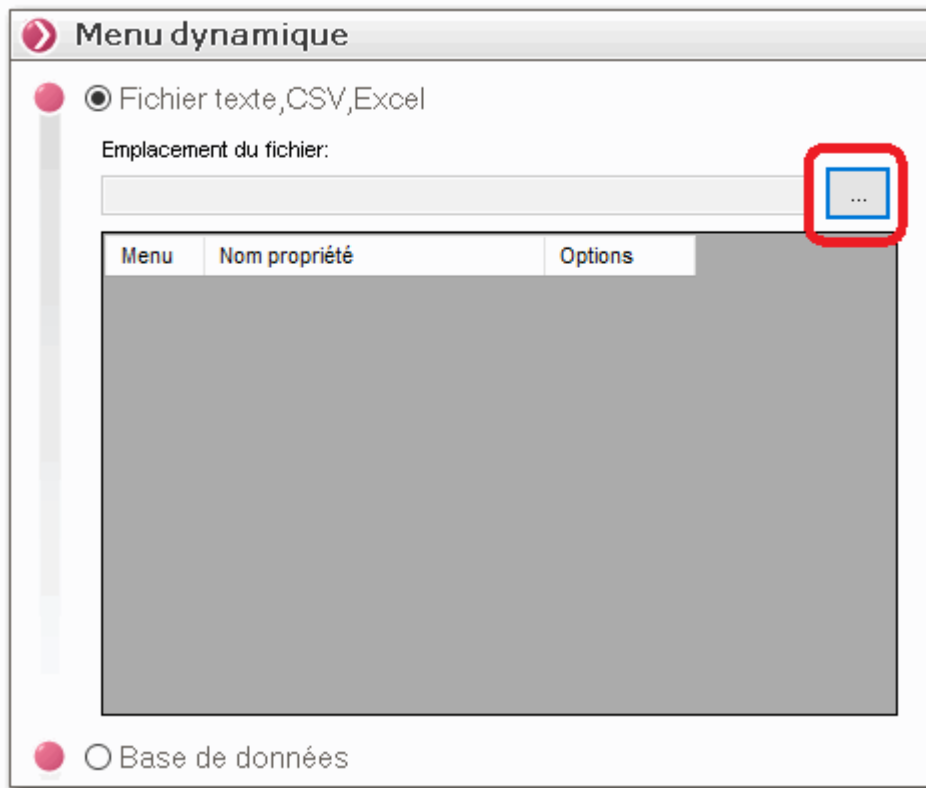 Menu dynamique
Fichier texte,CSV,Excel
Emplacement du fichier:
...
Menu Nom propriété Options
Base de données